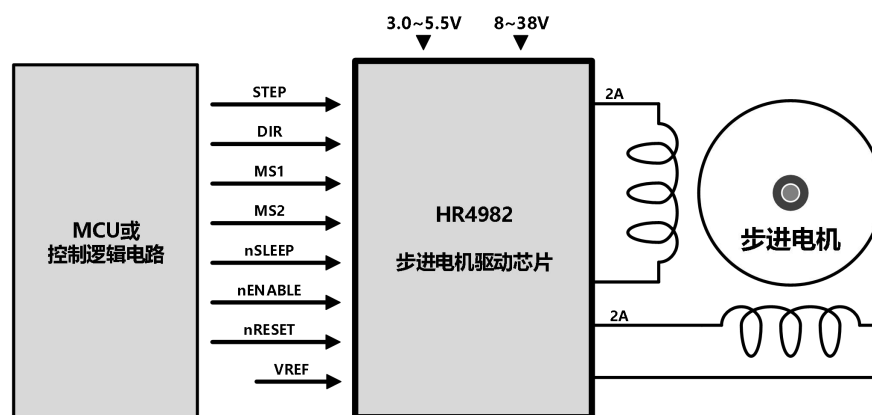 3.0~5.5V
8~38V
STEP
DIR
MS1
MS2
nSLEEP
nENABLE
nRESET
VREF
MCU或
控制逻辑电路
HR4982
步进电机驱动芯片
2A
2A
步进电机